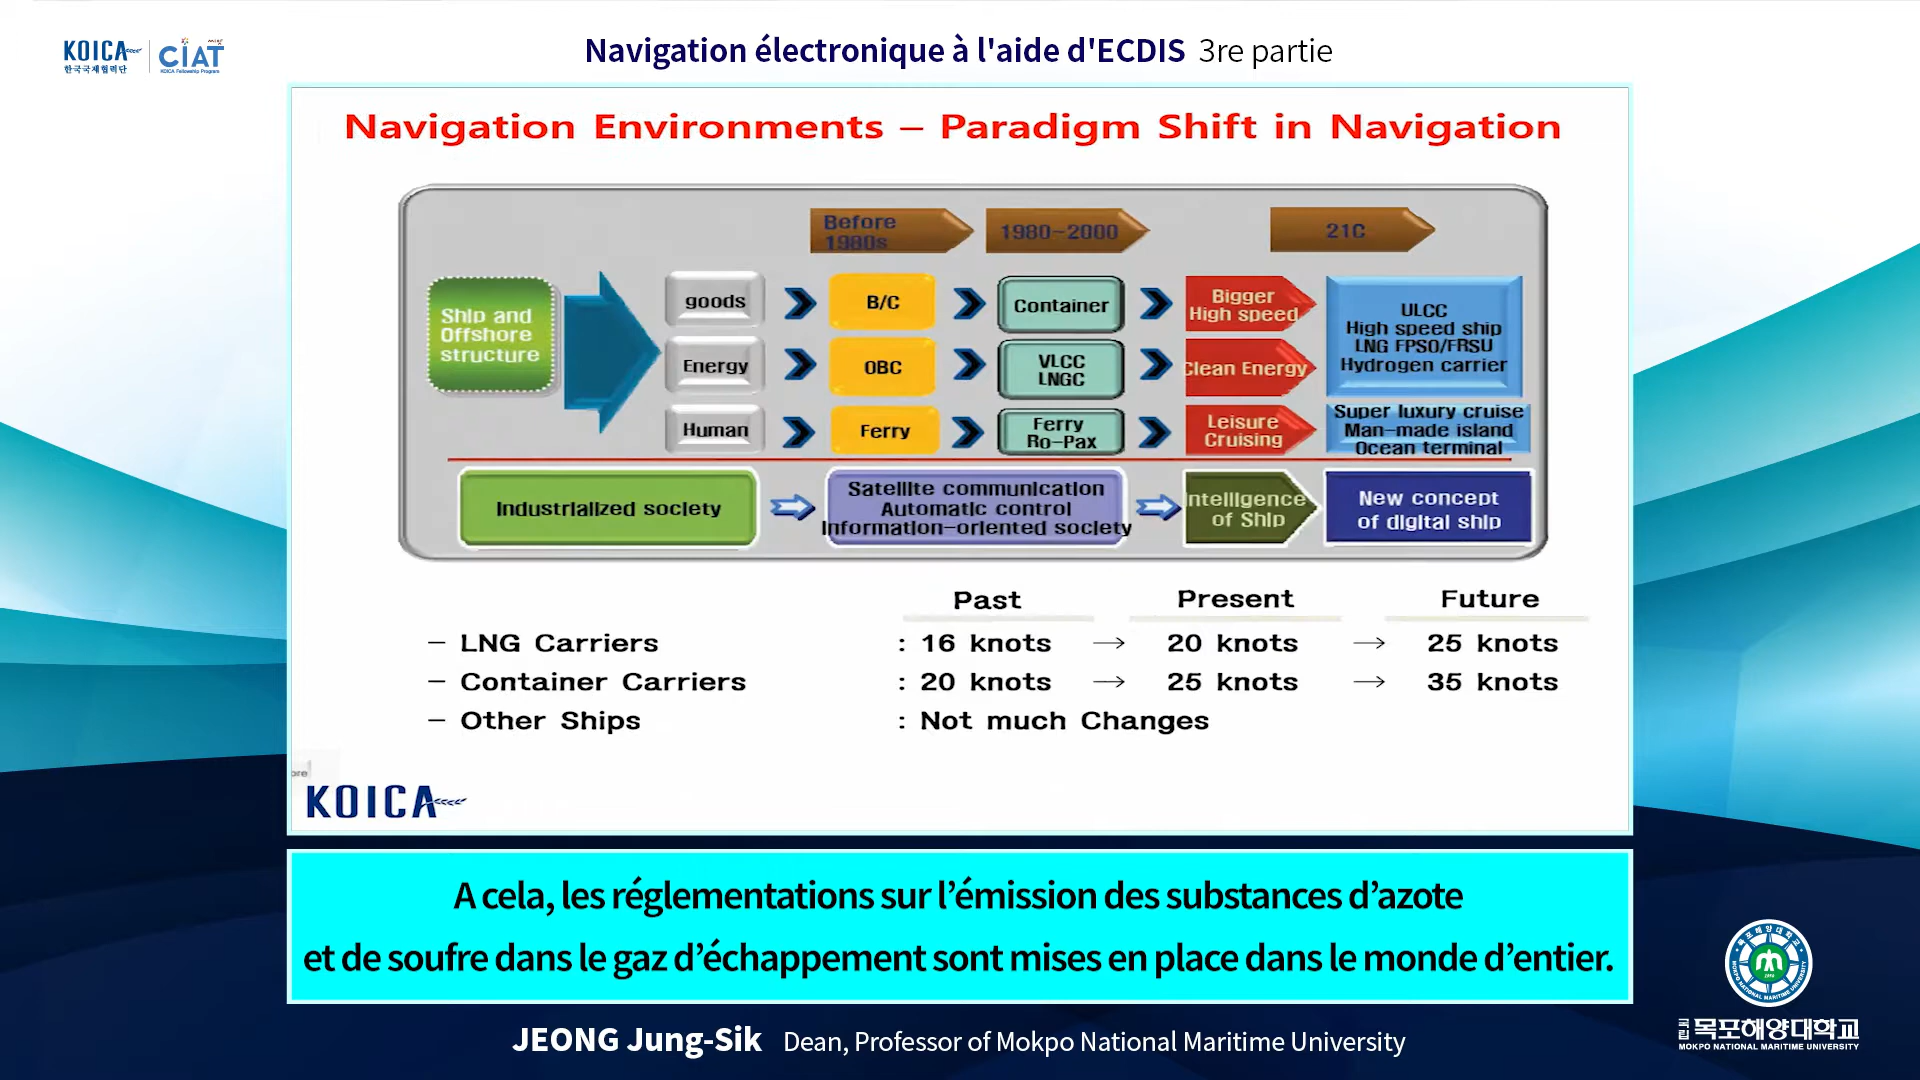 KOICA
한국국제협력단
CIAT
KOICA Fellowship Program
Navigation électronique à l'aide d'ECDIS 3re partie
Navigation Environments – Paradigm Shift in Navigation
Before
1980s
1980~2000
21C
Ship and
Offshore
structure
goods
B/C
Container
Bigger
High speed
ULCC
High speed ship
LNG FPSO/FRSU
Hydrogen carrier
Energy
OBC
VLCC
LNGC
Clean Energy
Human
Ferry
Ferry
Ro-Pax
Leisure
Cruising
Super luxury cruise
Man-made island
Ocean terminal
Industrialized society
Satellite communication
Automatic control
Information-oriented society
Intelligence
of Ship
New concept
of digital ship
Past Present Future
– LNG Carriers : 16 knots → 20 knots → 25 knots
– Container Carriers : 20 knots → 25 knots → 35 knots
– Other Ships : Not much Changes
KOICA
A cela, les réglementations sur l’émission des substances d’azote
et de soufre dans le gaz d’échappement sont mises en place dans le monde d’entier.
JEONG Jung-Sik Dean, Professor of Mokpo National Maritime University
국립 목포해양대학교
MOKPO NATIONAL MARITIME UNIVERSITY